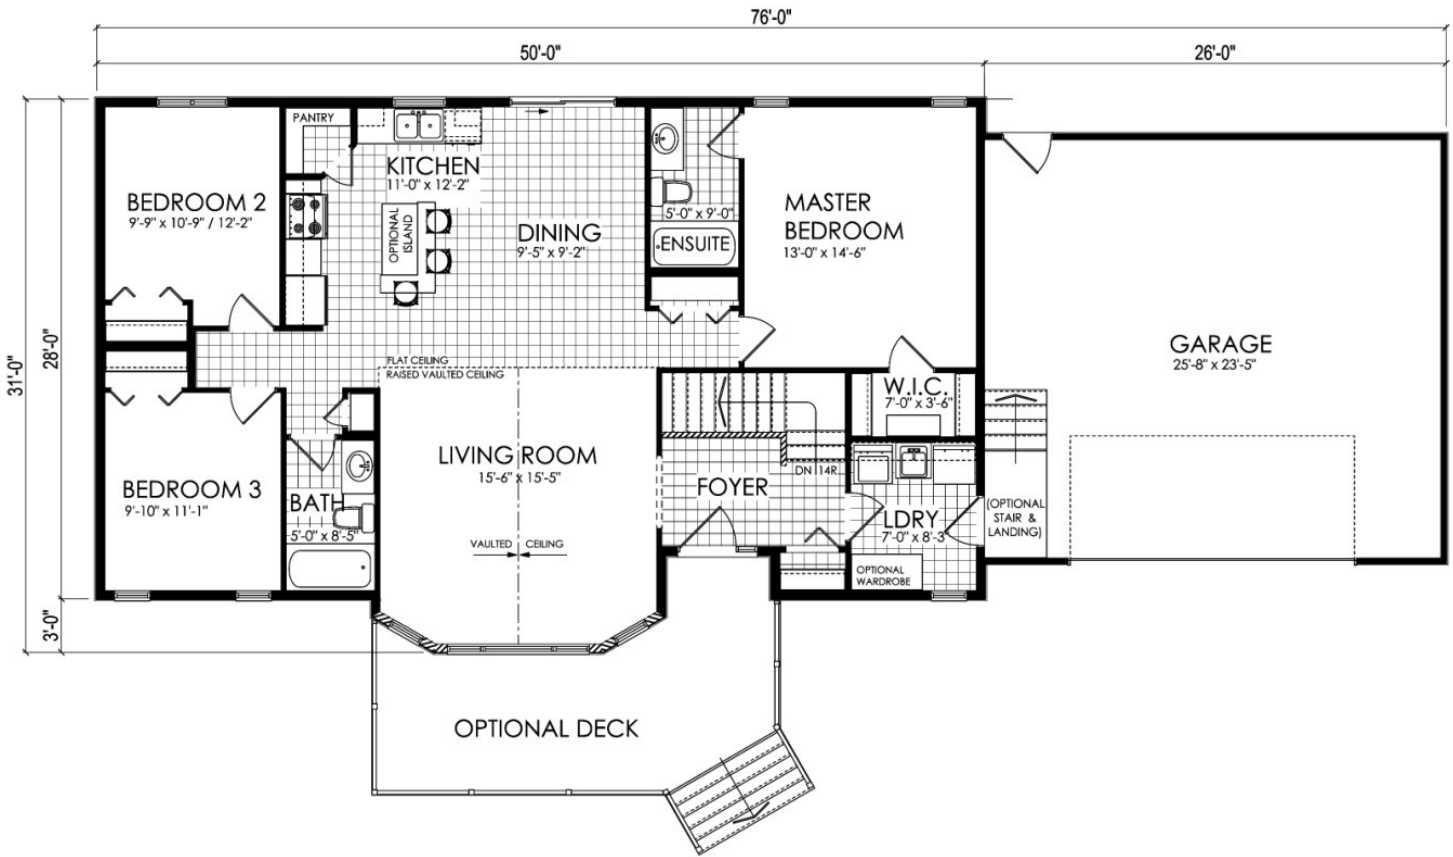 76'-0"
50'-0"
26'-0"
31'-0"
28'-0"
3'-0"
PANTRY
KITCHEN
11'-0" x 12'-2"
BEDROOM 2
9'-9" x 10'-9" / 12'-2"
OPTIONAL
ISLAND
DINING
9'-5" x 9'-2"
5'-0" x 9'-0"
ENSUITE
MASTER
BEDROOM
13'-0" x 14'-6"
GARAGE
25'-8" x 23'-5"
FLAT CEILING
RAISED VAULTED CEILING
W.I.C.
7'-0" x 3'-6"
LIVING ROOM
15'-6" x 15'-5"
VAULTED
CEILING
BEDROOM 3
9'-10" x 11'-1"
BATH
5'-0" x 8'-5"
FOYER
DN 14R
LDRY
7'-0" x 8'-3
(OPTIONAL
STAIR &
LANDING)
OPTIONAL
WARDROBE
OPTIONAL DECK